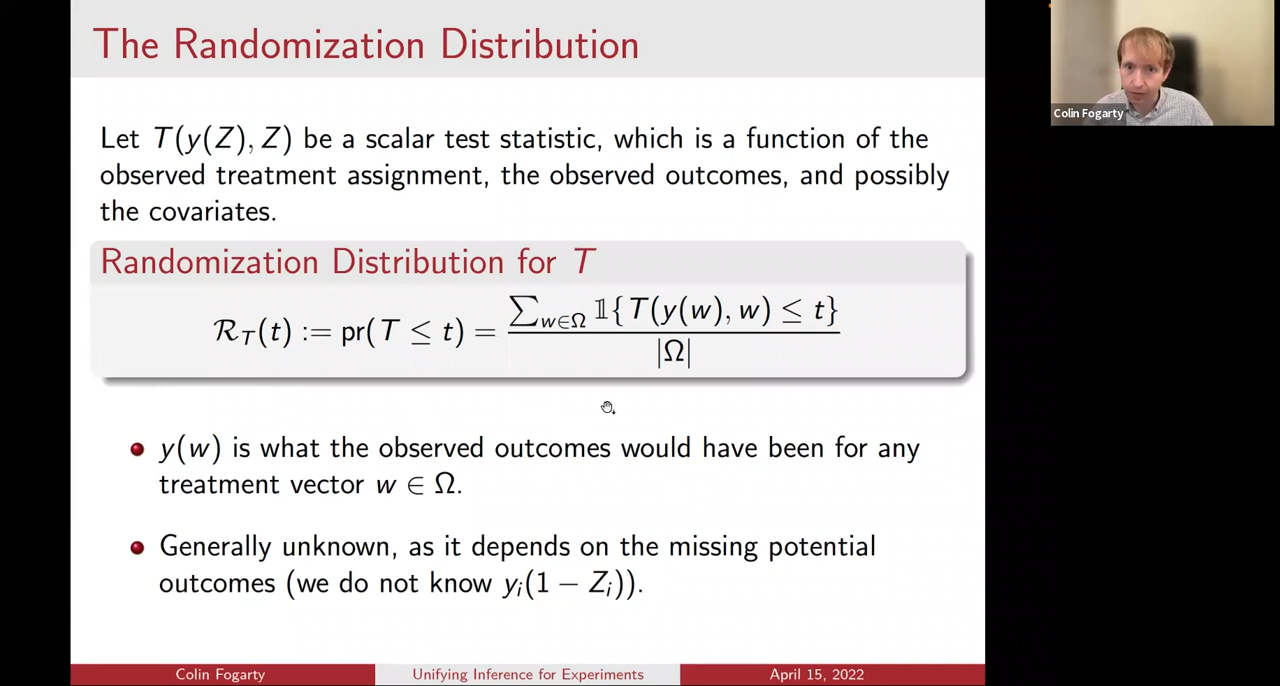 The Randomization Distribution
Colin Fogarty
Let T(y(Z), Z) be a scalar test statistic, which is a function of the
observed treatment assignment, the observed outcomes, and possibly
the covariates.
Randomization Distribution for T
ℛ_T(t) := pr(T ≤ t) = ∑_{w∈Ω} 𝟙{T(y(w), w) ≤ t} / |Ω|
y(w) is what the observed outcomes would have been for any
treatment vector w ∈ Ω.
Generally unknown, as it depends on the missing potential
outcomes (we do not know y_i(1 − Z_i)).
Colin Fogarty Unifying Inference for Experiments April 15, 2022